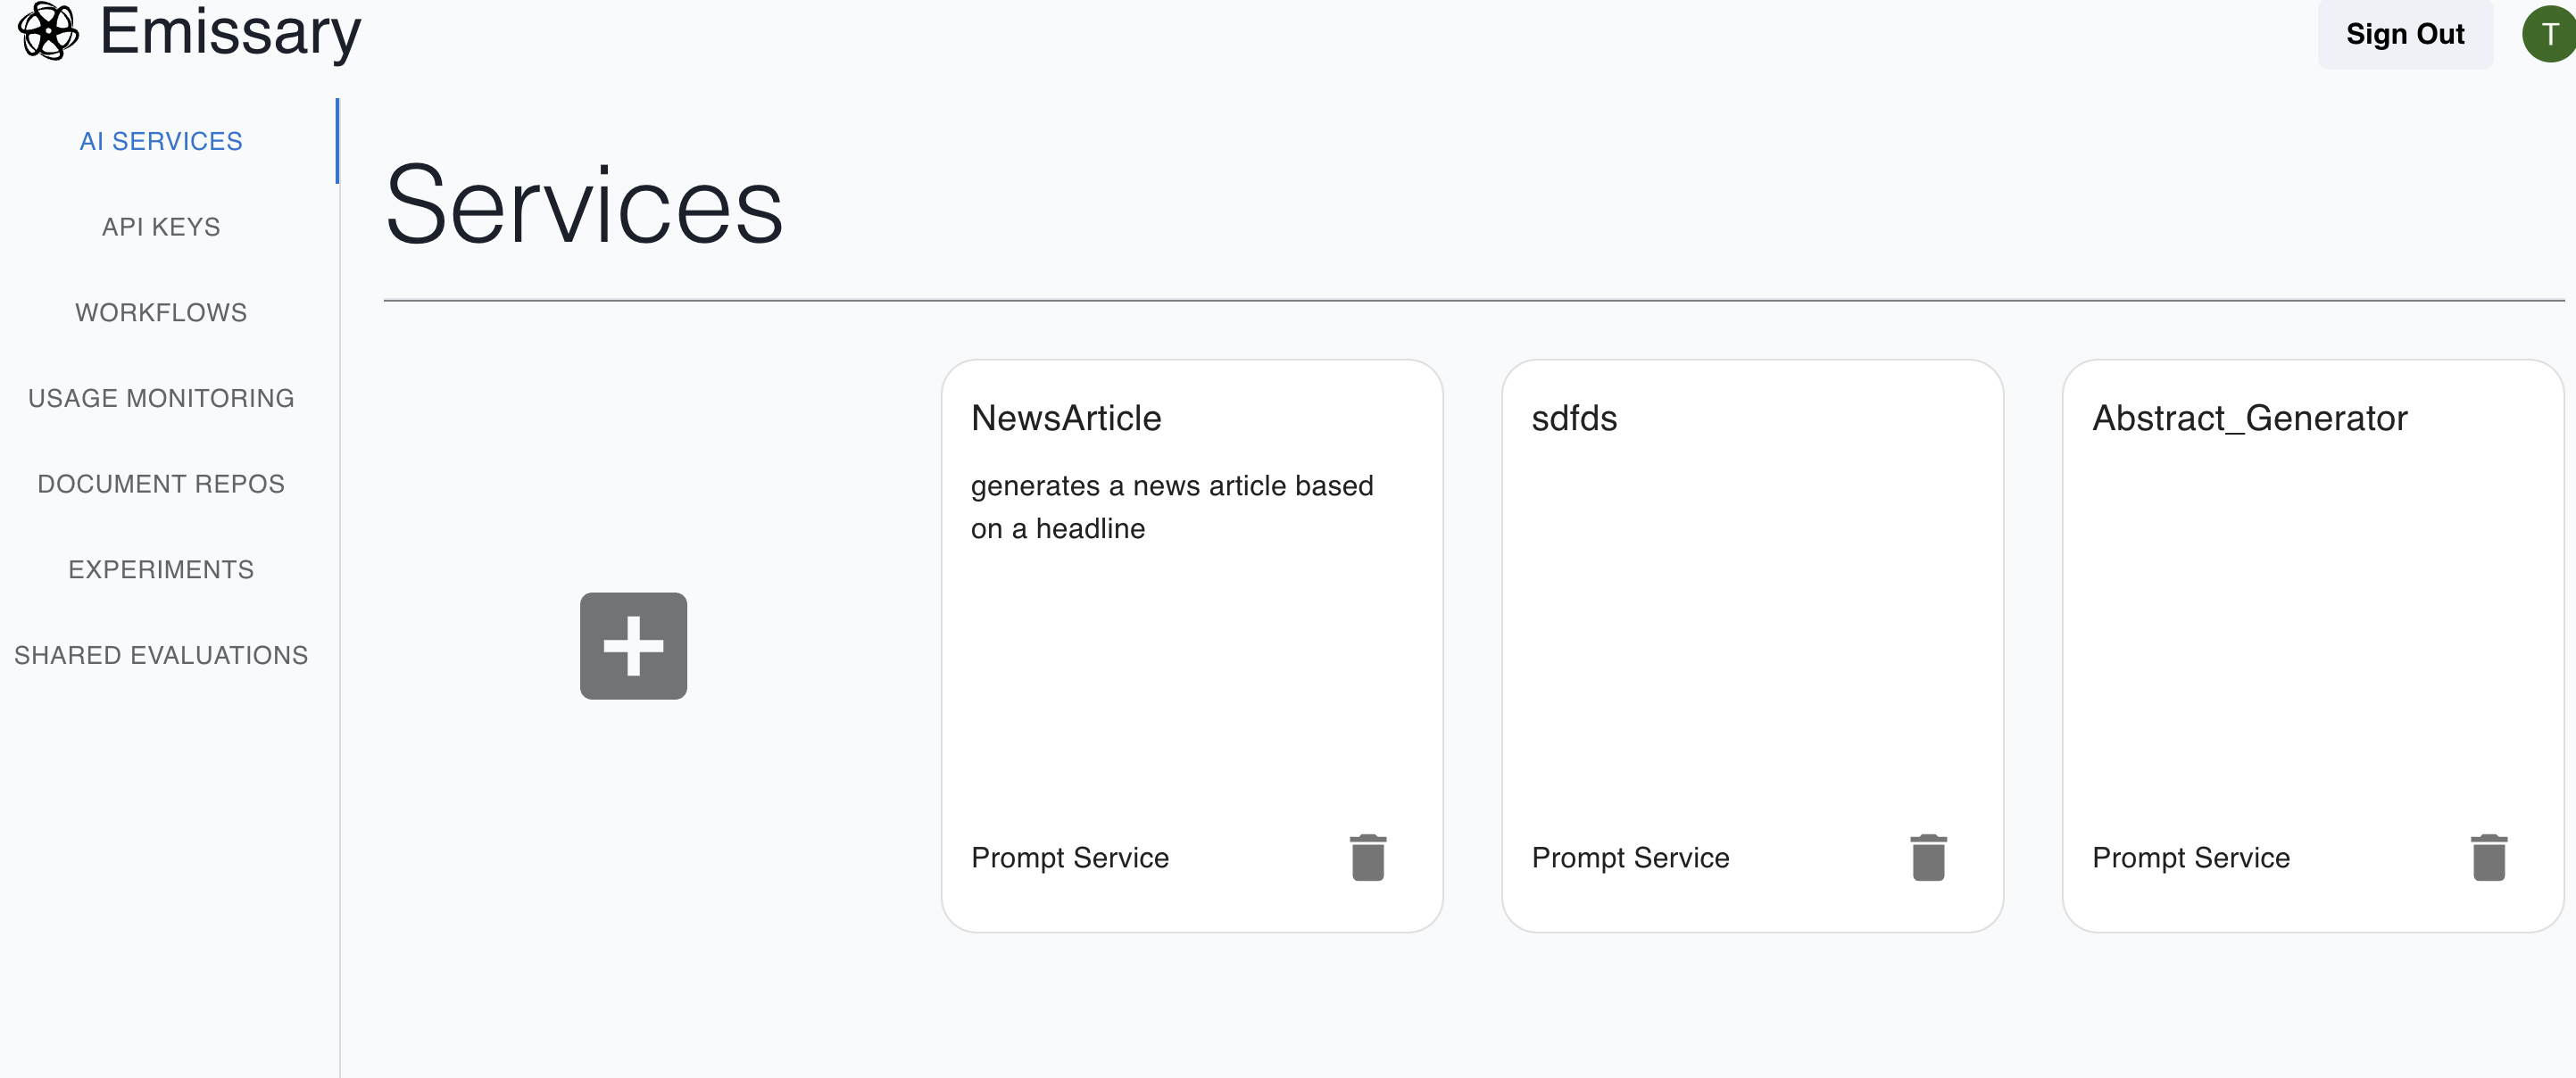 Emissary
Sign Out
T
AI SERVICES
API KEYS
WORKFLOWS
USAGE MONITORING
DOCUMENT REPOS
EXPERIMENTS
SHARED EVALUATIONS
Services
NewsArticle
generates a news article based
on a headline
Prompt Service
sdfds
Prompt Service
Abstract_Generator
Prompt Service